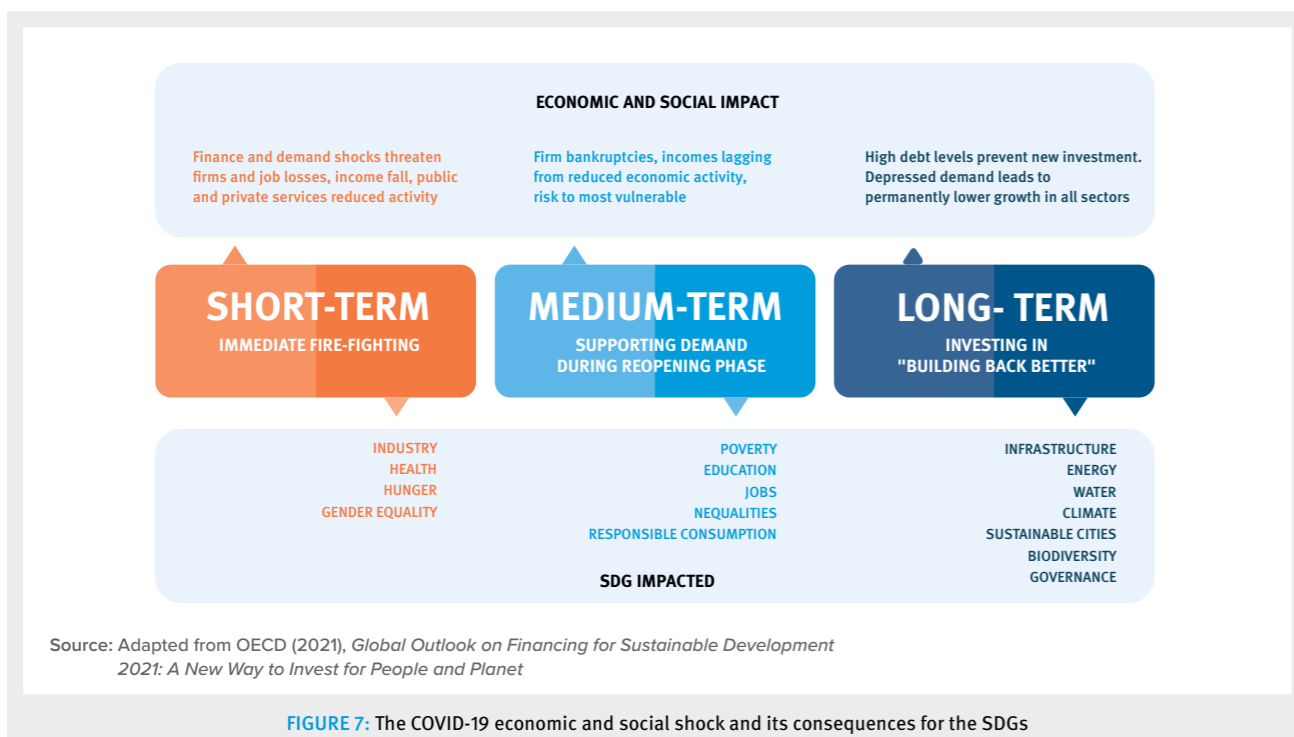 ECONOMIC AND SOCIAL IMPACT
Finance and demand shocks threaten
firms and job losses, income fall, public
and private services reduced activity
Firm bankruptcies, incomes lagging
from reduced economic activity,
risk to most vulnerable
High debt levels prevent new investment.
Depressed demand leads to
permanently lower growth in all sectors
SHORT-TERM
IMMEDIATE FIRE-FIGHTING
MEDIUM-TERM
SUPPORTING DEMAND
DURING REOPENING PHASE
LONG- TERM
INVESTING IN
"BUILDING BACK BETTER"
INDUSTRY
HEALTH
HUNGER
GENDER EQUALITY
POVERTY
EDUCATION
JOBS
NEQUALITIES
RESPONSIBLE CONSUMPTION
INFRASTRUCTURE
ENERGY
WATER
CLIMATE
SUSTAINABLE CITIES
BIODIVERSITY
GOVERNANCE
SDG IMPACTED
Source: Adapted from OECD (2021), Global Outlook on Financing for Sustainable Development
2021: A New Way to Invest for People and Planet
FIGURE 7: The COVID-19 economic and social shock and its consequences for the SDGs